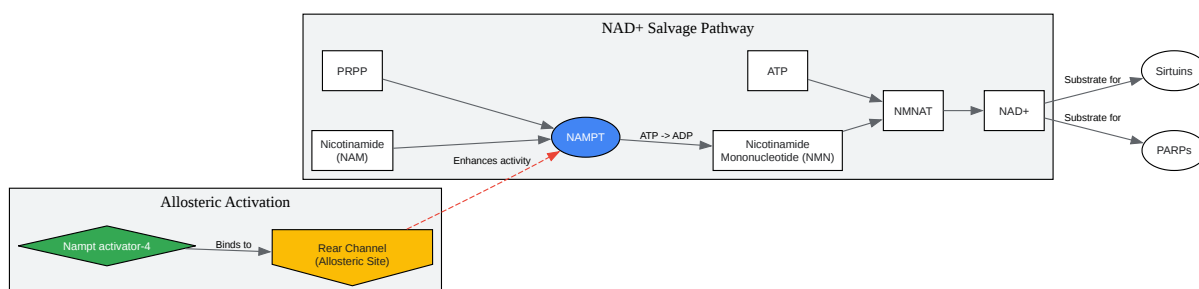 NAD+ Salvage Pathway
PRPP
ATP
Sirtuins
Substrate for
NMNAT
NAD+
Substrate for
Nicotinamide
(NAM)
NAMPT
ATP -> ADP
Nicotinamide
Mononucleotide (NMN)
PARPs
Enhances activity
Allosteric Activation
Nampt activator-4
Binds to
Rear Channel
(Allosteric Site)